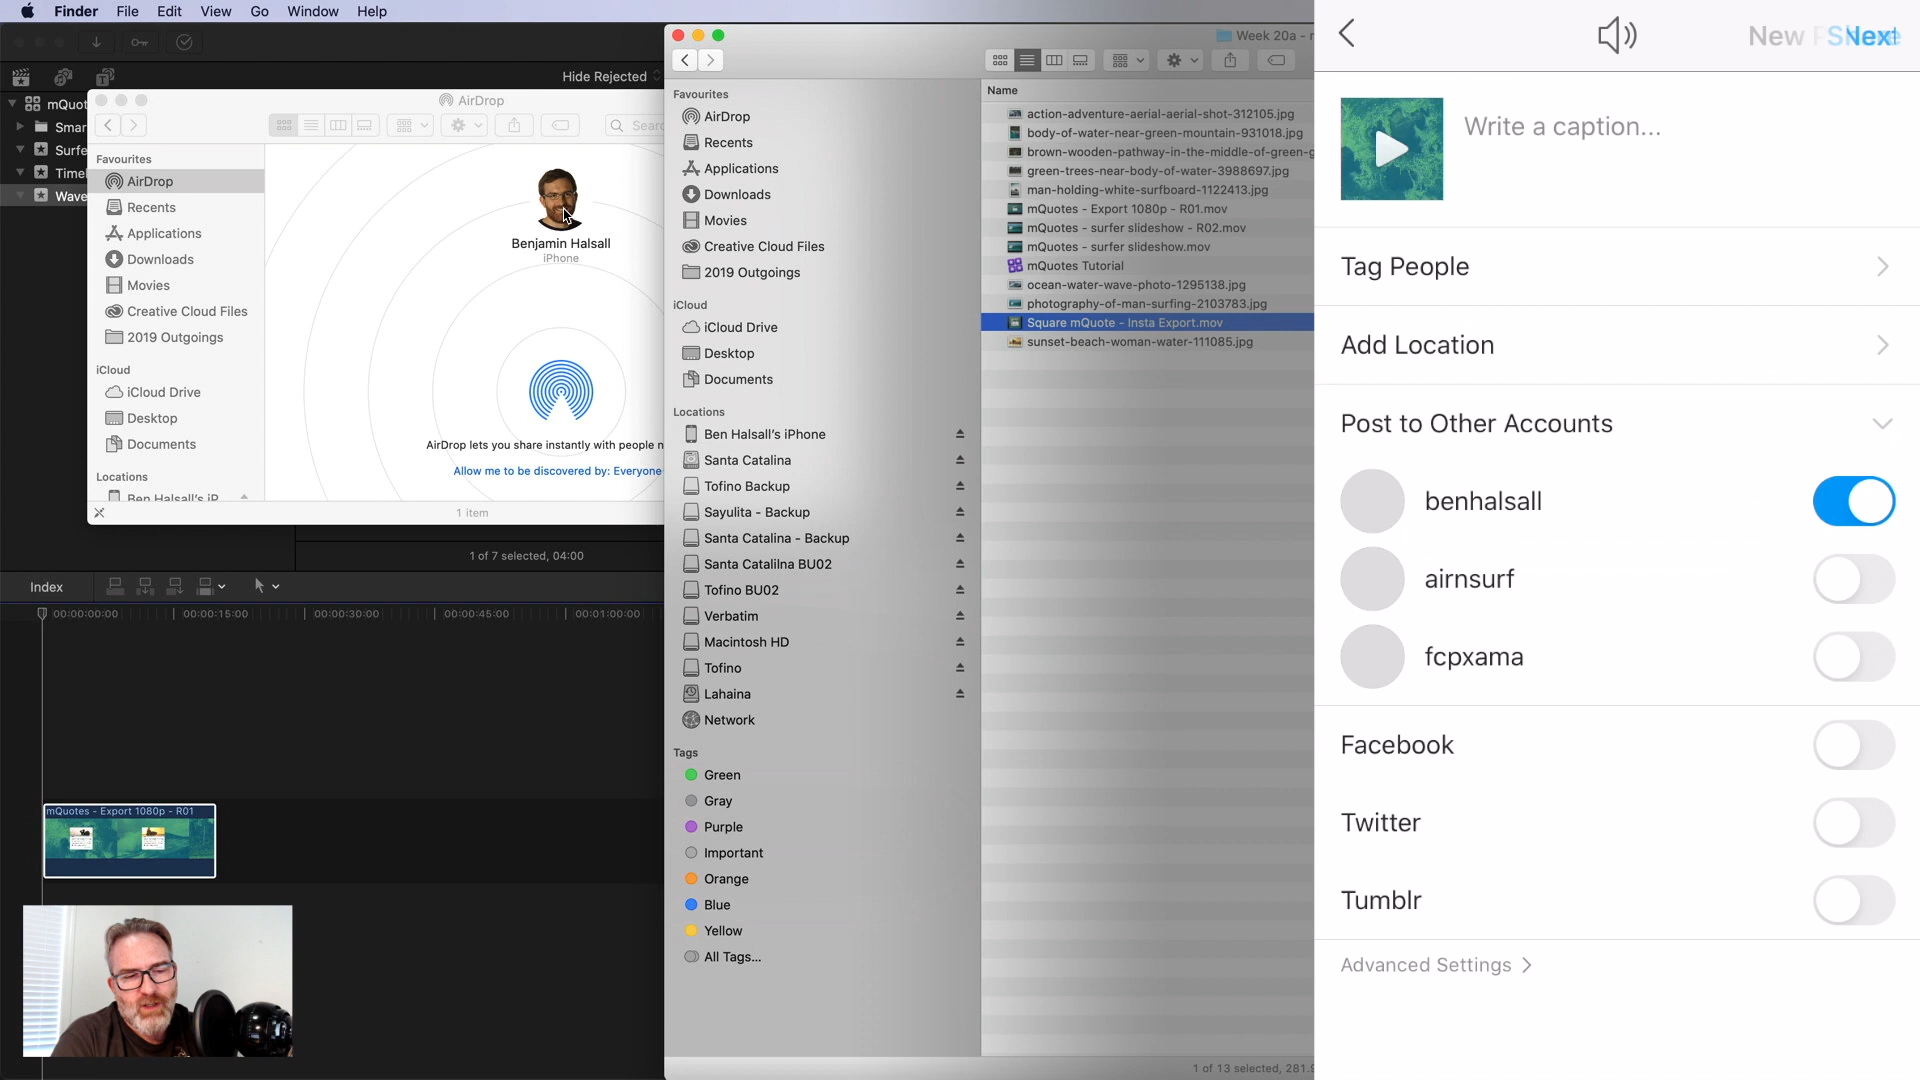 Finder File Edit View Go Window Help
Hide Rejected
mQuot
Smar
Surfe
Timel
Wave
AirDrop
Sear
Favourites
AirDrop
Recents
Applications
Downloads
Movies
Creative Cloud Files
2019 Outgoings
iCloud
iCloud Drive
Desktop
Documents
Locations
Ben Halsall's iP
Benjamin Halsall
iPhone
AirDrop lets you share instantly with people n
Allow me to be discovered by: Everyone
1 item
1 of 7 selected, 04:00
Index
00:00:00:00 00:00:15:00 00:00:30:00 00:00:45:00 00:01:00:00
mQuotes - Export 1080p - R01
Week 20a -
Favourites
AirDrop
Recents
Applications
Downloads
Movies
Creative Cloud Files
2019 Outgoings
iCloud
iCloud Drive
Desktop
Documents
Locations
Ben Halsall's iPhone
Santa Catalina
Tofino Backup
Sayulita - Backup
Santa Catalina - Backup
Santa Catalilna BU02
Tofino BU02
Verbatim
Macintosh HD
Tofino
Lahaina
Network
Tags
Green
Gray
Purple
Important
Orange
Blue
Yellow
All Tags...
Name
action-adventure-aerial-aerial-shot-312105.jpg
body-of-water-near-green-mountain-931018.jpg
brown-wooden-pathway-in-the-middle-of-green-g
green-trees-near-body-of-water-3988697.jpg
man-holding-white-surfboard-1122413.jpg
mQuotes - Export 1080p - R01.mov
mQuotes - surfer slideshow - R02.mov
mQuotes - surfer slideshow.mov
mQuotes Tutorial
ocean-water-wave-photo-1295138.jpg
photography-of-man-surfing-2103783.jpg
Square mQuote - Insta Export.mov
sunset-beach-woman-water-111085.jpg
1 of 13 selected, 281.9
New Next
Write a caption...
Tag People
Add Location
Post to Other Accounts
benhalsall
airnsurf
fcpxama
Facebook
Twitter
Tumblr
Advanced Settings